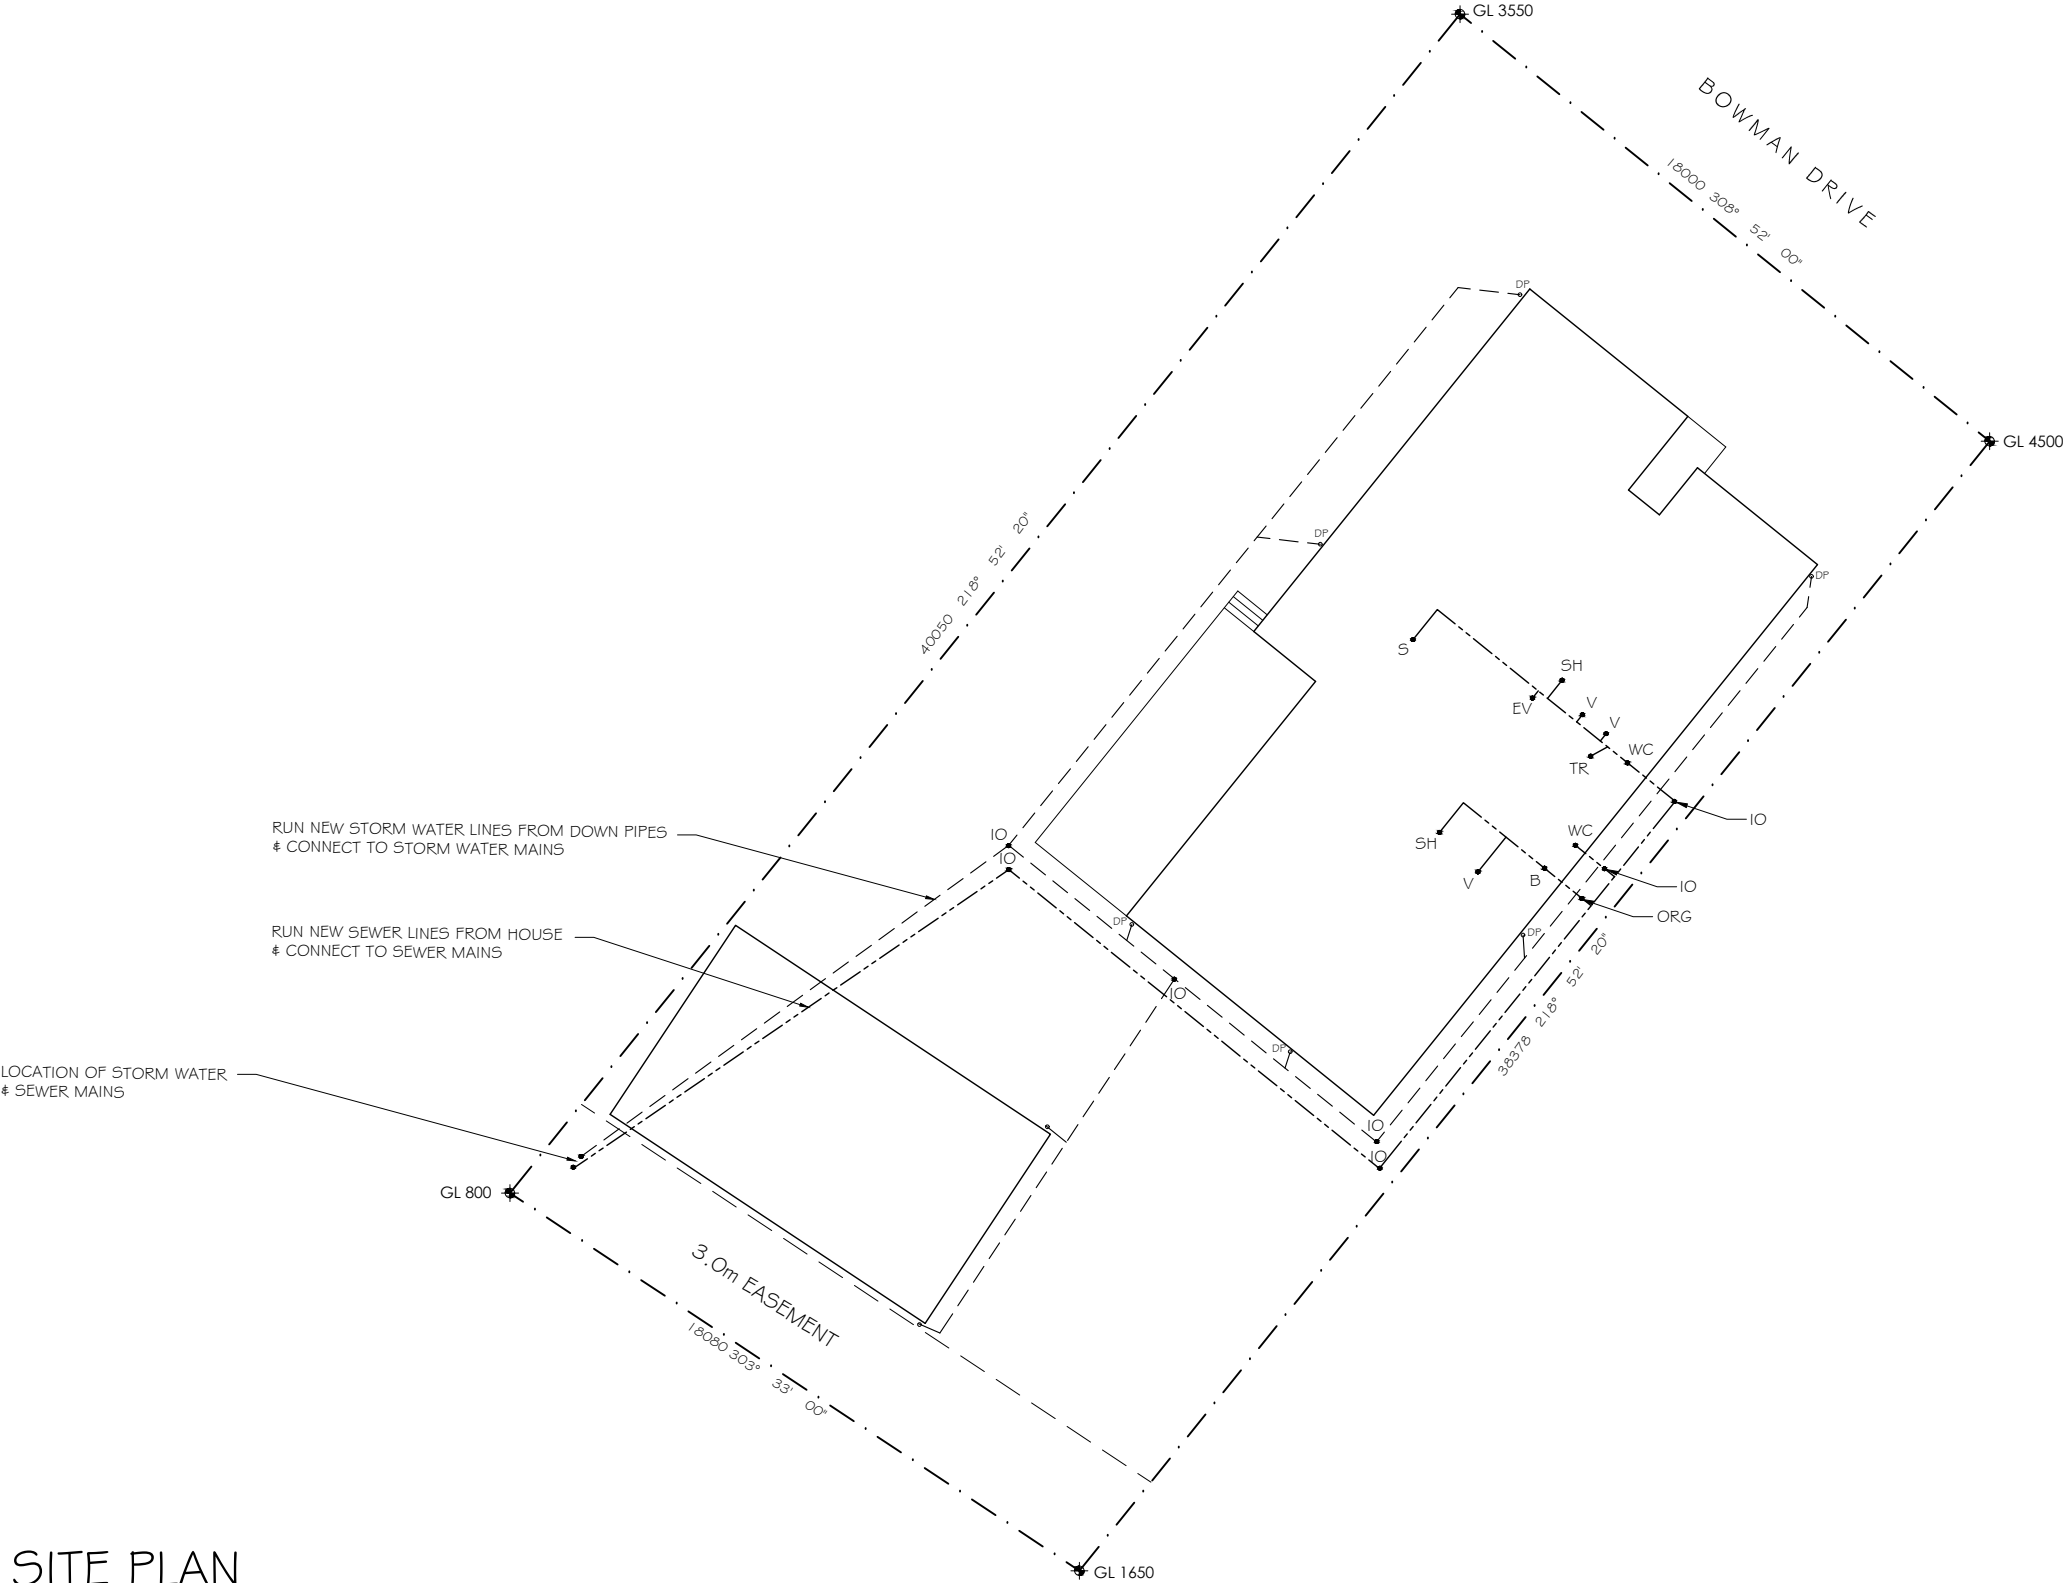 GL 3550
BOWMAN DRIVE
18000 308° 52' 00"
GL 4500
DP
DP
DP
40050 218° 52' 20"
S
SH
EV
V
V
TR
WC
IO
SH
V
B
WC
IO
ORG
RUN NEW STORM WATER LINES FROM DOWN PIPES
& CONNECT TO STORM WATER MAINS
IO
IO
DP
DP
RUN NEW SEWER LINES FROM HOUSE
& CONNECT TO SEWER MAINS
IO
DP
38378 218° 52' 20"
LOCATION OF STORM WATER
& SEWER MAINS
IO
IO
GL 800
3.0m EASEMENT
18080 303° 33' 00"
GL 1650
SITE PLAN